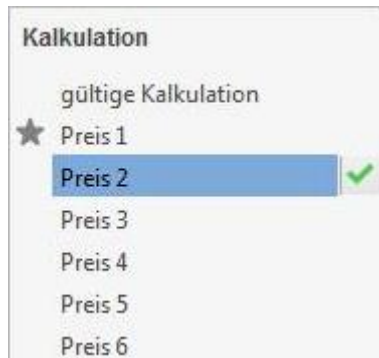 Kalkulation
gültige Kalkulation
Preis 1
Preis 2
Preis 3
Preis 4
Preis 5
Preis 6